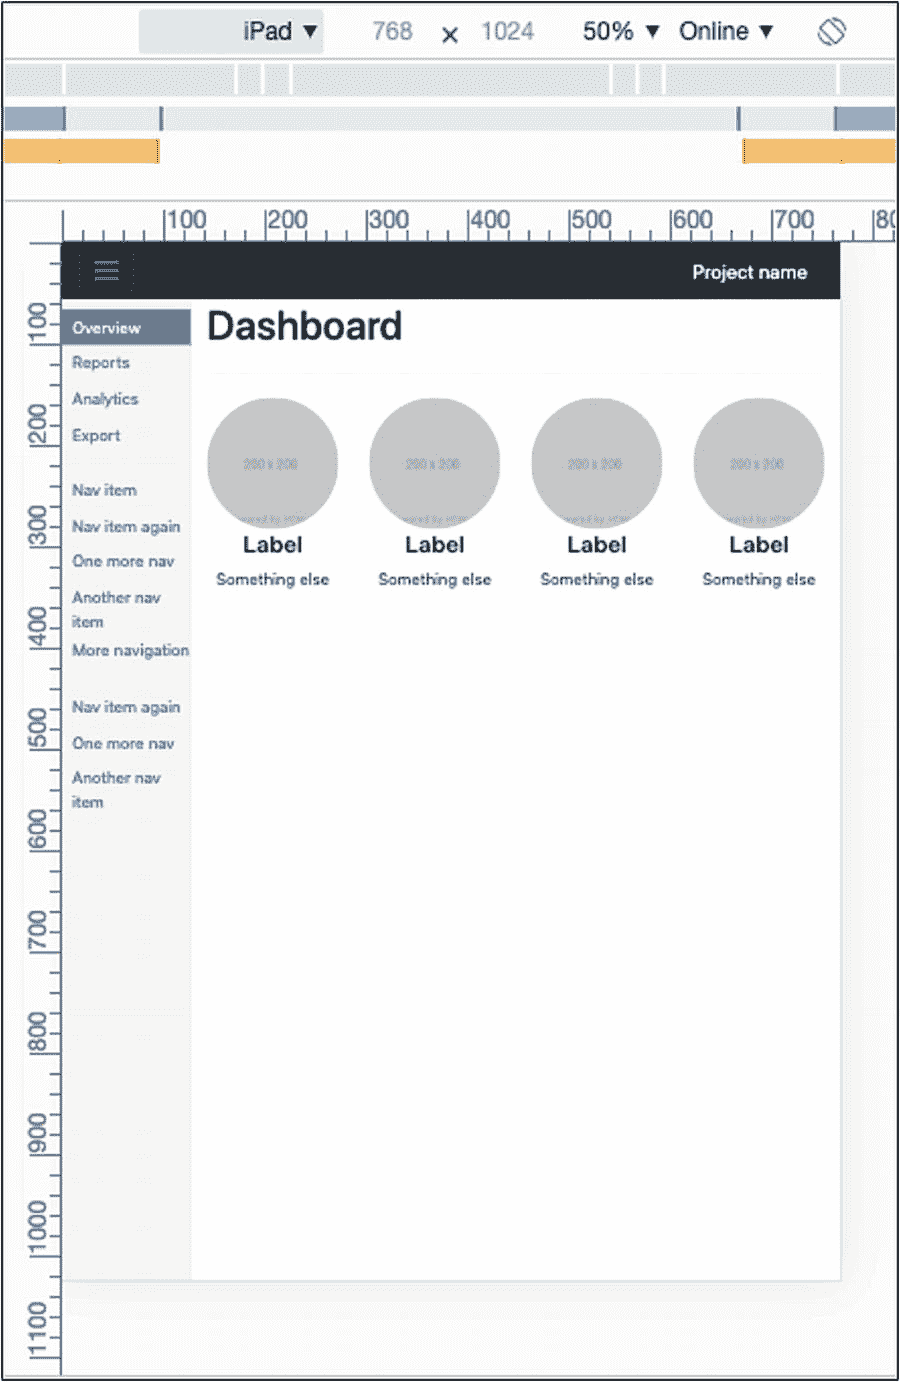 iPad ▼ 768 × 1024 50% ▼ Online ▼
100 200 300 400 500 600 700 80
Project name
Overview
Dashboard
Reports
Analytics
Export
200 x 200 200 x 200 200 x 200 200 x 200
Label Label Label Label
Something else Something else Something else Something else
Nav item
Nav item again
One more nav
Another nav
item
More navigation
Nav item again
One more nav
Another nav
item
100
200
300
400
500
600
700
800
900
1000
1100